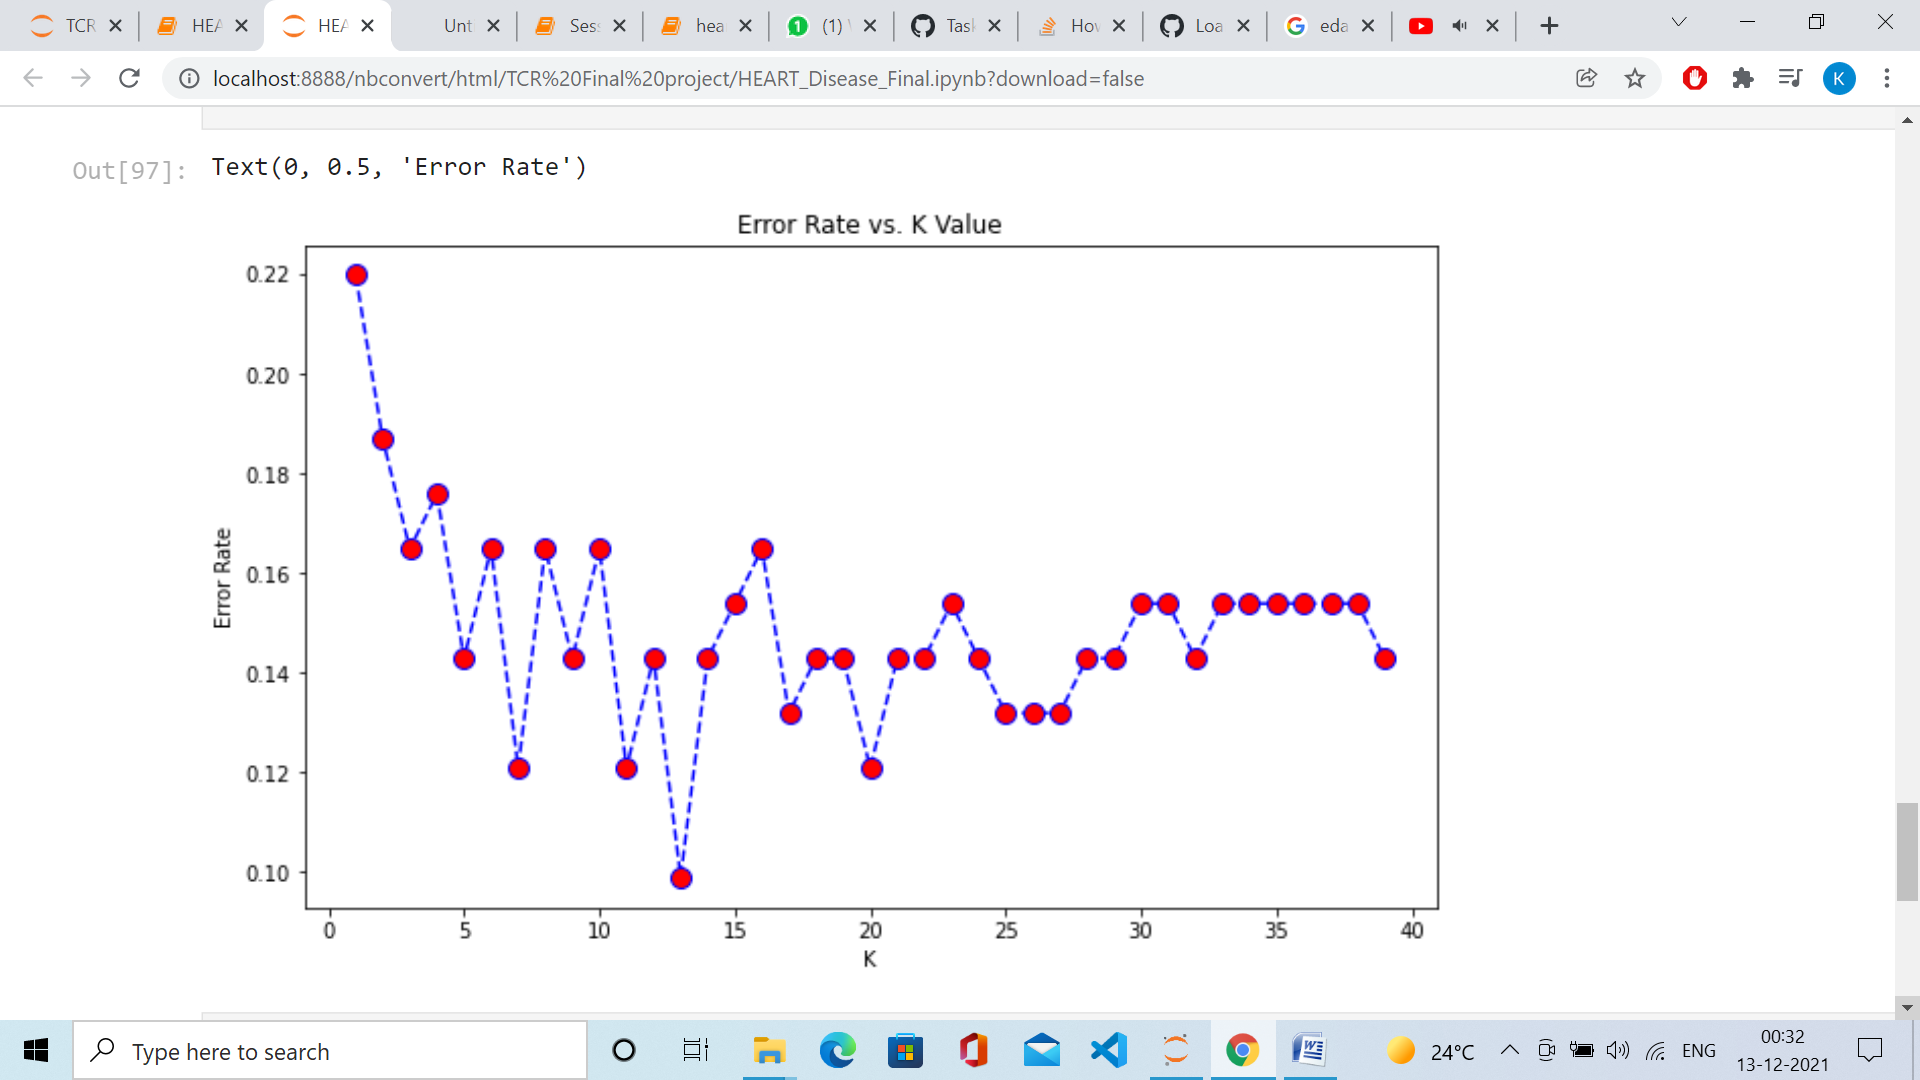 TCR HEA HEA Unt Ses hea (1) Task How Loa eda
localhost:8888/nbconvert/html/TCR%20Final%20project/HEART_Disease_Final.ipynb?download=false K
Out[97]: Text(0, 0.5, 'Error Rate')
Error Rate vs. K Value
0.22
0.20
0.18
0.16
0.14
0.12
0.10
Error Rate
0 5 10 15 20 25 30 35 40
K
Type here to search
24°C ENG
00:32
13-12-2021